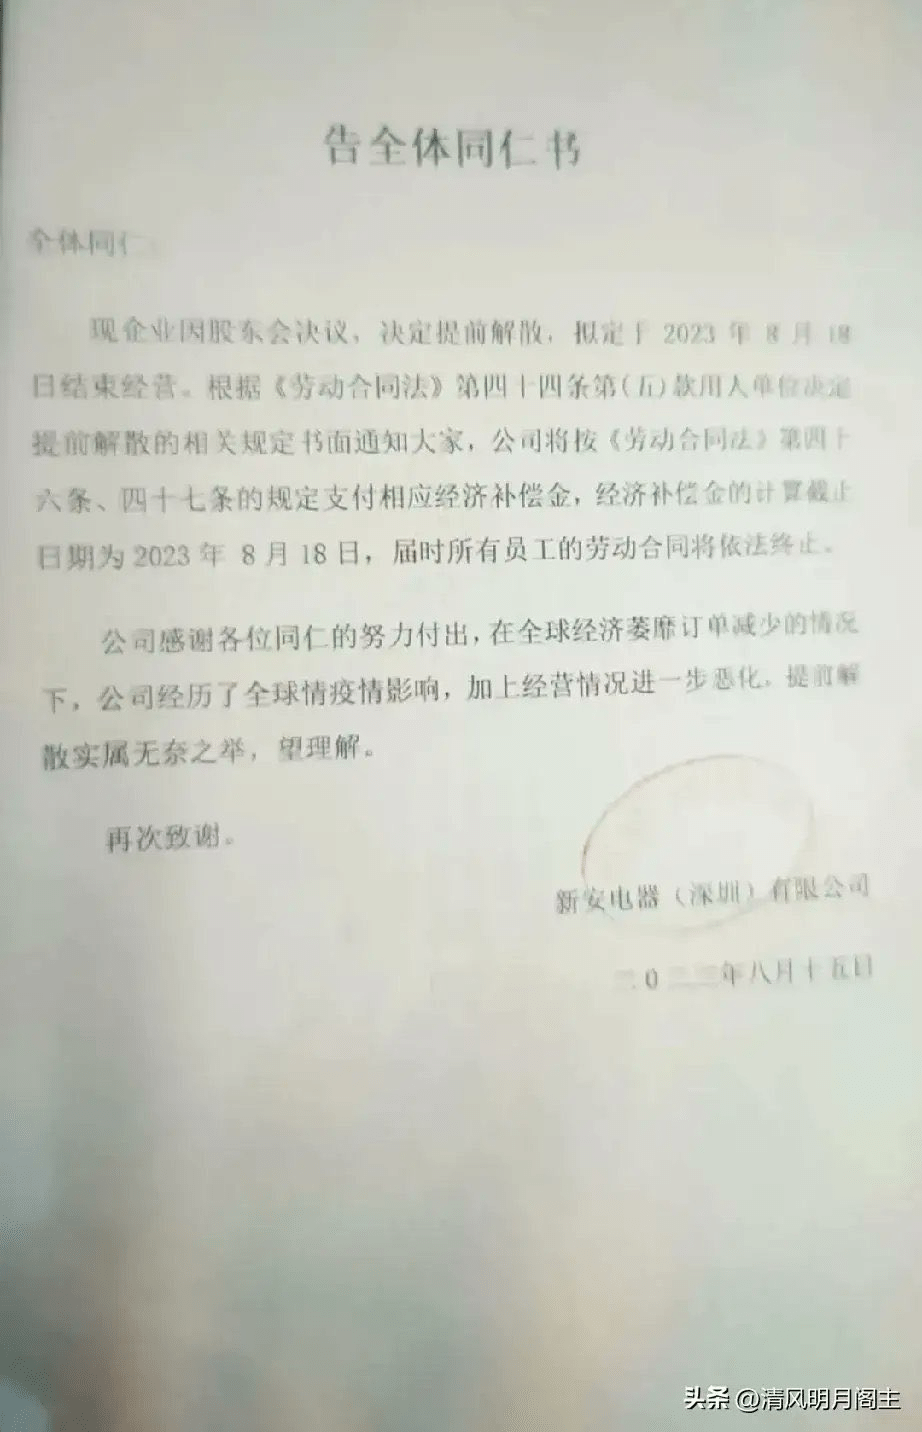 告全体同仁书
全体同仁:
现企业因股东会决议，决定提前解散，拟定于 2023 年 8 月 18
日结束经营。根据《劳动合同法》第四十四条第(五)款用人单位决定
提前解散的相关规定书面通知大家，公司将按《劳动合同法》第四十
六条、四十七条的规定支付相应经济补偿金，经济补偿金的计算截止
日期为 2023 年 8 月 18 日，届时所有员工的劳动合同将依法终止。
公司感谢各位同仁的努力付出，在全球经济萎靡订单减少的情况
下，公司经历了全球情疫情影响，加上经营情况进一步恶化，提前解
散实属无奈之举，望理解。
再次致谢。
新安电器（深圳）有限公司
二0二三年八月十五日
头条 @清风明月阁主